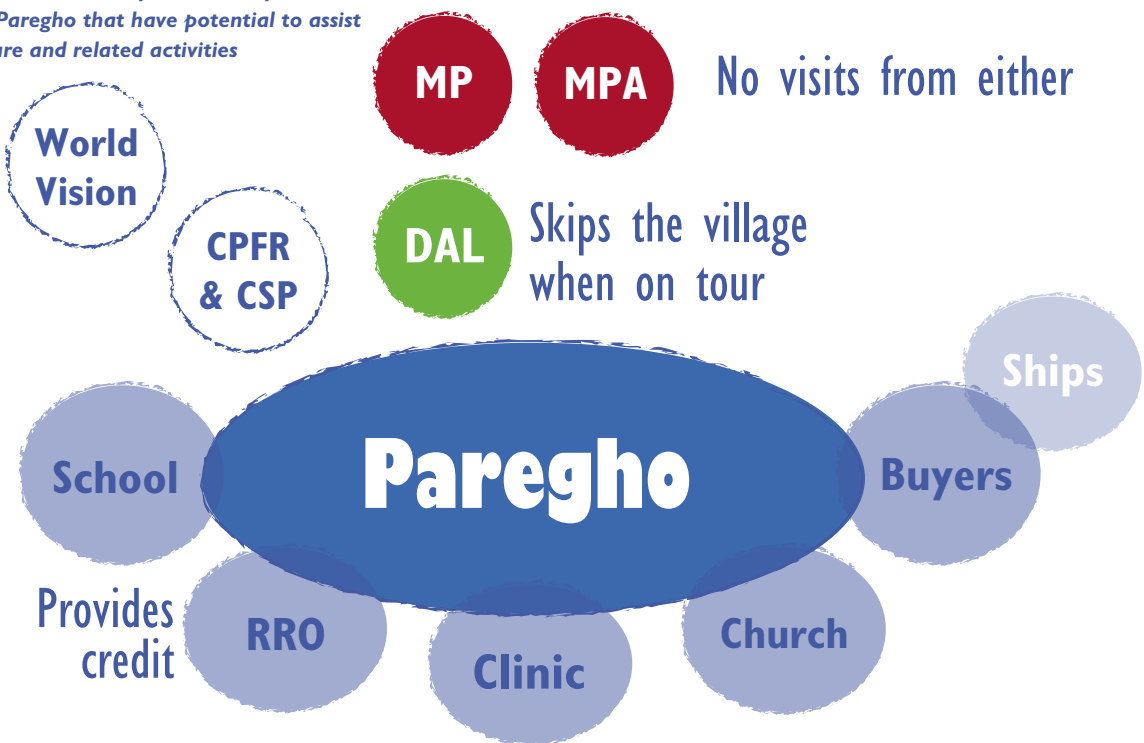 Paregho that have potential to assist
and related activities
MP
MPA
No visits from either
World
Vision
CPFR
& CSP
DAL
Skips the village
when on tour
Ships
School
Paregho
Buyers
Provides
credit
RRO
Clinic
Church